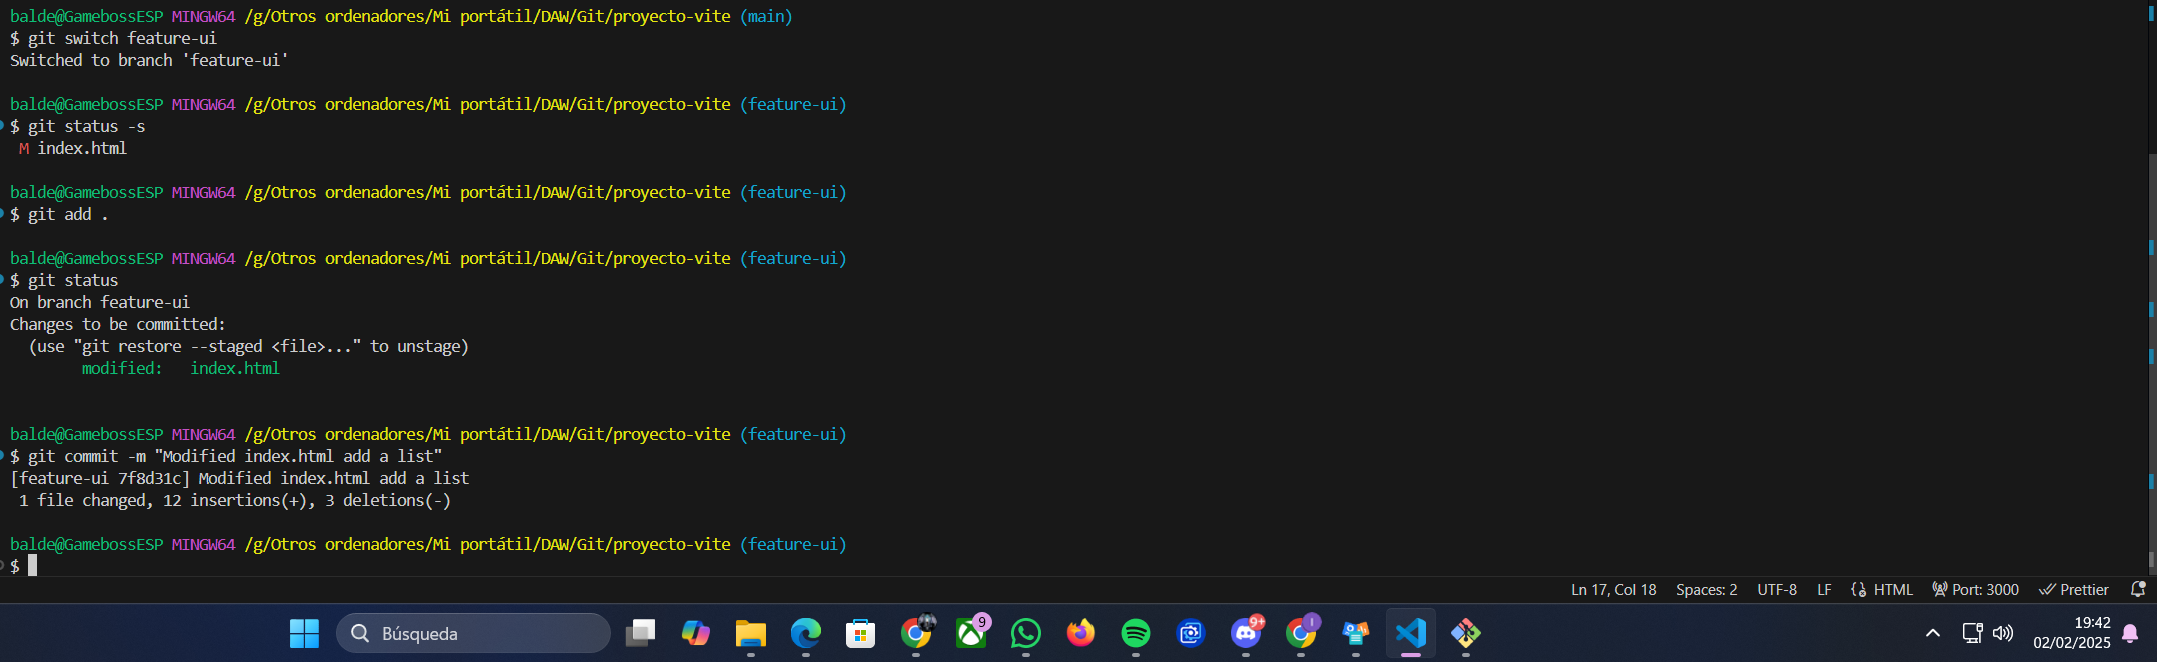 balde@GamebossESP MINGW64 /g/Otros ordenadores/Mi portátil/DAW/Git/proyecto-vite (main)
$ git switch feature-ui
Switched to branch 'feature-ui'
balde@GamebossESP MINGW64 /g/Otros ordenadores/Mi portátil/DAW/Git/proyecto-vite (feature-ui)
$ git status -s
 M index.html
balde@GamebossESP MINGW64 /g/Otros ordenadores/Mi portátil/DAW/Git/proyecto-vite (feature-ui)
$ git add .
balde@GamebossESP MINGW64 /g/Otros ordenadores/Mi portátil/DAW/Git/proyecto-vite (feature-ui)
$ git status
On branch feature-ui
Changes to be committed:
  (use "git restore --staged <file>..." to unstage)
        modified:   index.html
balde@GamebossESP MINGW64 /g/Otros ordenadores/Mi portátil/DAW/Git/proyecto-vite (feature-ui)
$ git commit -m "Modified index.html add a list"
[feature-ui 7f8d31c] Modified index.html add a list
 1 file changed, 12 insertions(+), 3 deletions(-)
balde@GamebossESP MINGW64 /g/Otros ordenadores/Mi portátil/DAW/Git/proyecto-vite (feature-ui)
$
Ln 17, Col 18 Spaces: 2 UTF-8 LF HTML Port: 3000 Prettier
Búsqueda
9
9+
19:42
02/02/2025